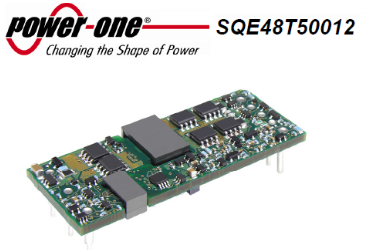 power-one® SQE48T50012
Changing the Shape of Power